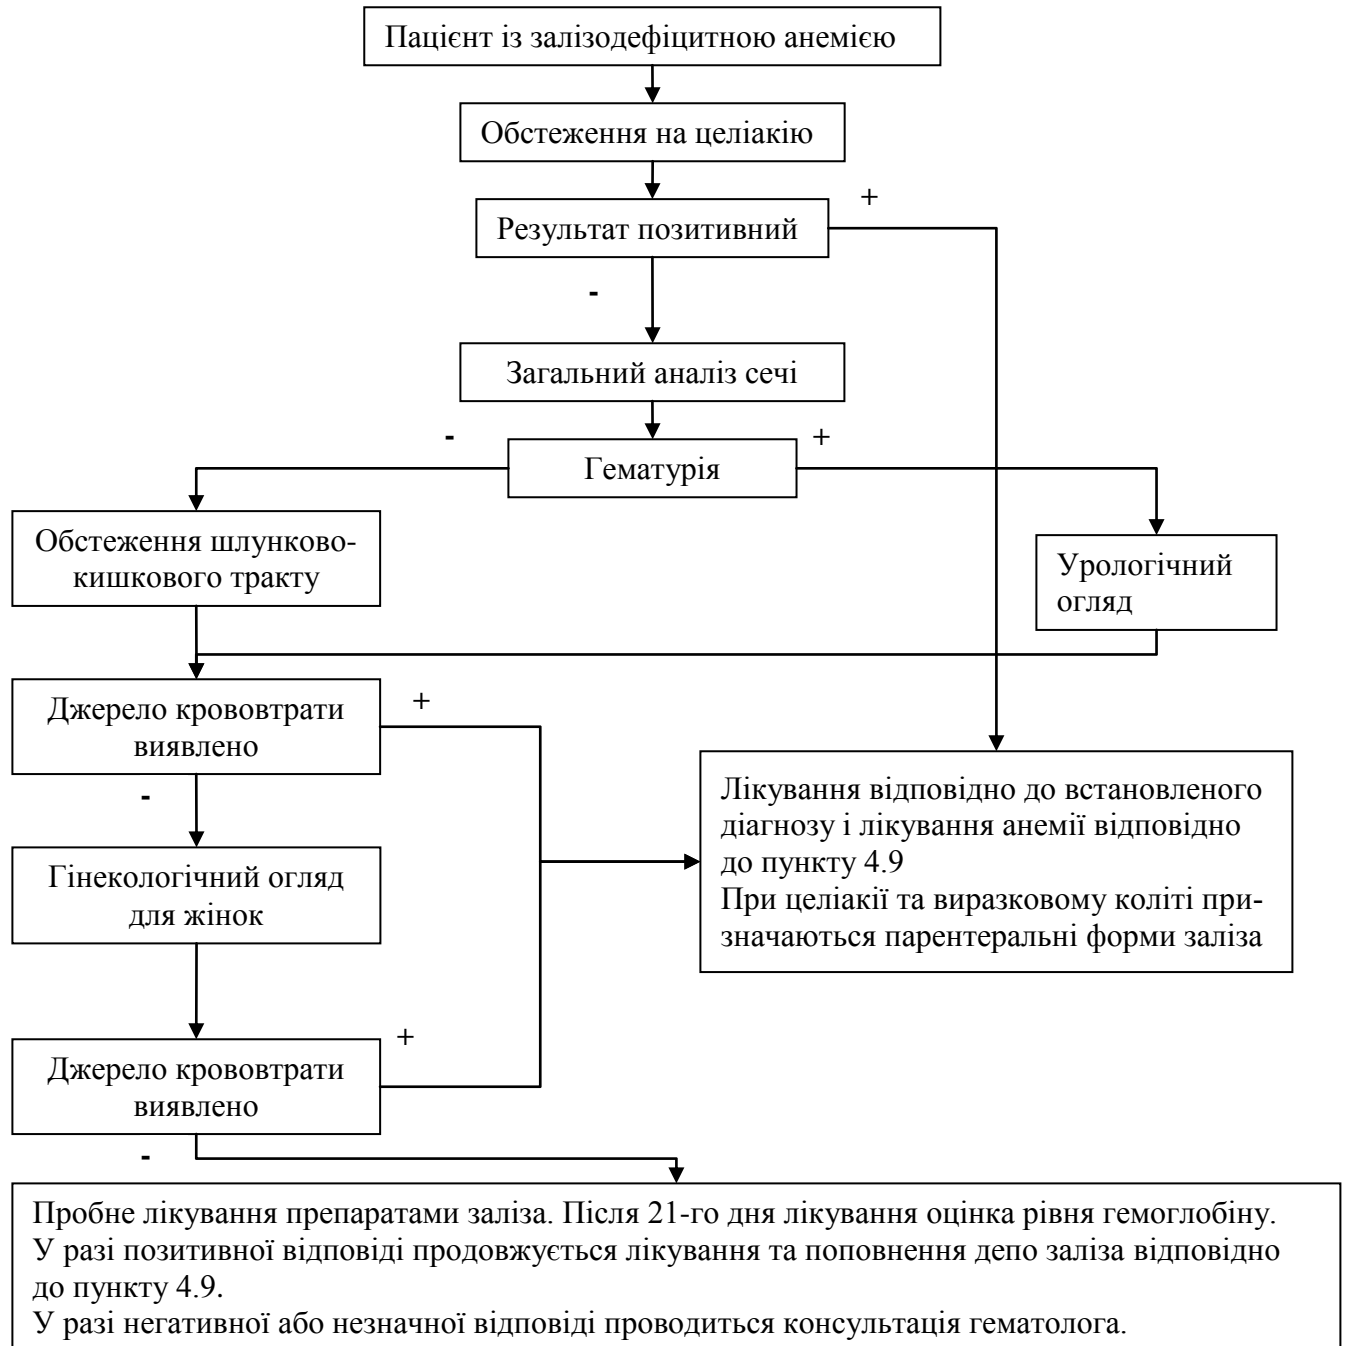 Пацієнт із залізодефіцитною анемією
Обстеження на целіакію
+
Результат позитивний
-
Загальний аналіз сечі
-
+
Гематурія
Обстеження шлунково-
кишкового тракту
Урологічний
огляд
Джерело крововтрати
виявлено
+
-
Лікування відповідно до встановленого
діагнозу і лікування анемії відповідно
до пункту 4.9
При целіакії та виразковому коліті при-
значаються парентеральні форми заліза
Гінекологічний огляд
для жінок
+
Джерело крововтрати
виявлено
-
Пробне лікування препаратами заліза. Після 21-го дня лікування оцінка рівня гемоглобіну.
У разі позитивної відповіді продовжується лікування та поповнення депо заліза відповідно
до пункту 4.9.
У разі негативної або незначної відповіді проводиться консультація гематолога.